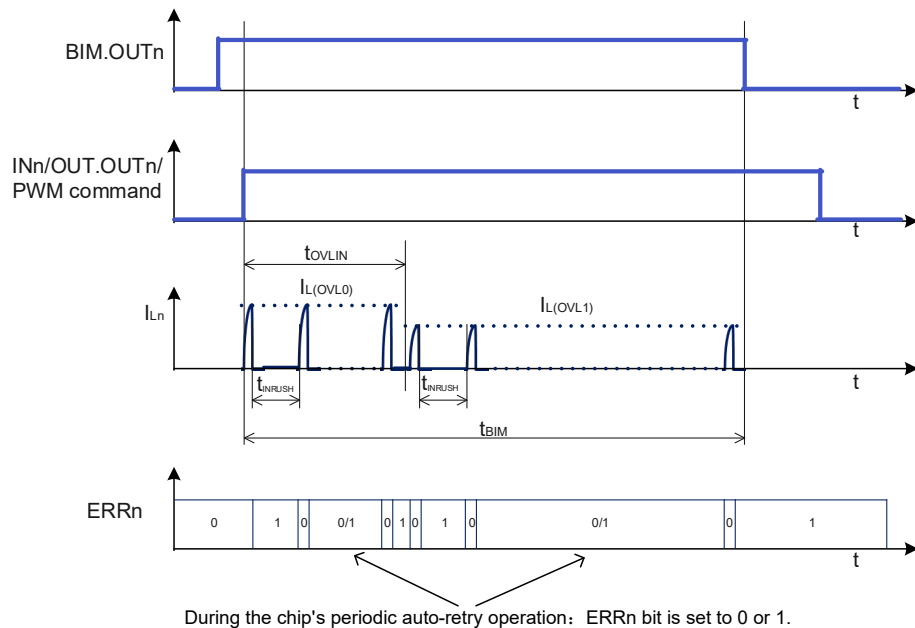 BIM.OUTn
t
INn/OUT.OUTn/
PWM command
t
tOVLIN
IL(OVL0)
IL(OVL1)
ILn
t
tINRUSH
tINRUSH
tBIM
ERRn
0 1 0 0/1 0 1 0 1 0 0/1 0 1
t
During the chip's periodic auto-retry operation：ERRn bit is set to 0 or 1.